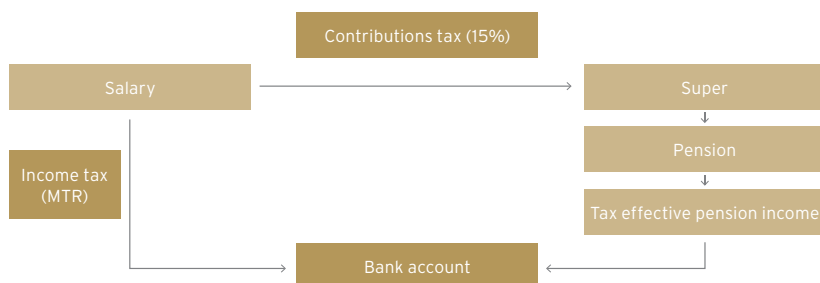 Contributions tax (15%)
Salary
Super
Pension
Income tax
(MTR)
Tax effective pension income
Bank account